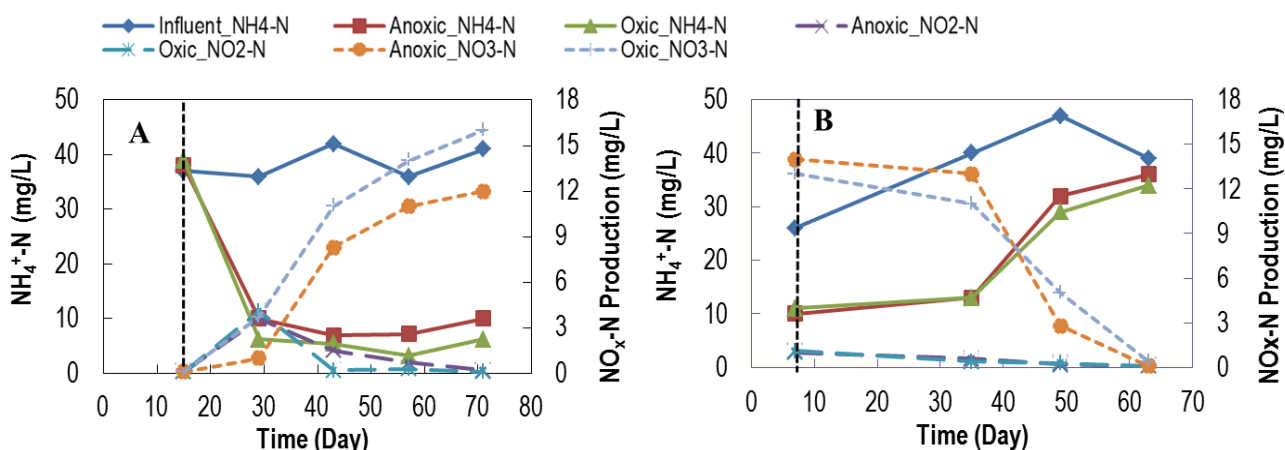 Influent_NH4-N Anoxic_NH4-N Oxic_NH4-N Anoxic_NO2-N
Oxic_NO2-N Anoxic_NO3-N Oxic_NO3-N
A
50
40
30
20
10
0
NH₄⁺-N (mg/L)
18
15
12
9
6
3
0
NOₓ-N Production (mg/L)
0 10 20 30 40 50 60 70 80
Time (Day)
B
50
40
30
20
10
0
NH₄⁺-N (mg/L)
18
15
12
9
6
3
0
NOx-N Production (mg/L)
0 10 20 30 40 50 60 70
Time (Day)